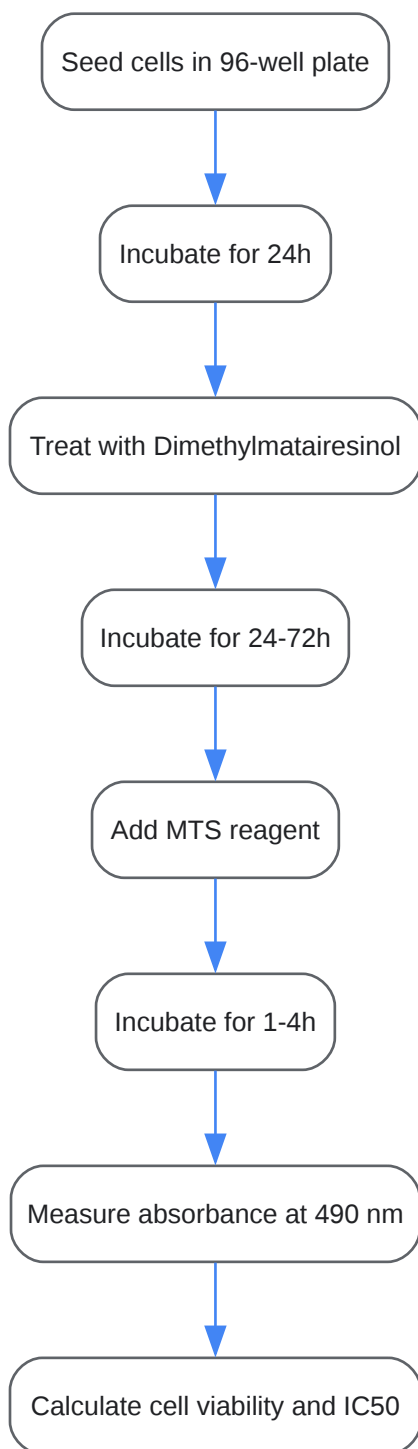 Seed cells in 96-well plate
Incubate for 24h
Treat with Dimethylmatairesinol
Incubate for 24-72h
Add MTS reagent
Incubate for 1-4h
Measure absorbance at 490 nm
Calculate cell viability and IC50